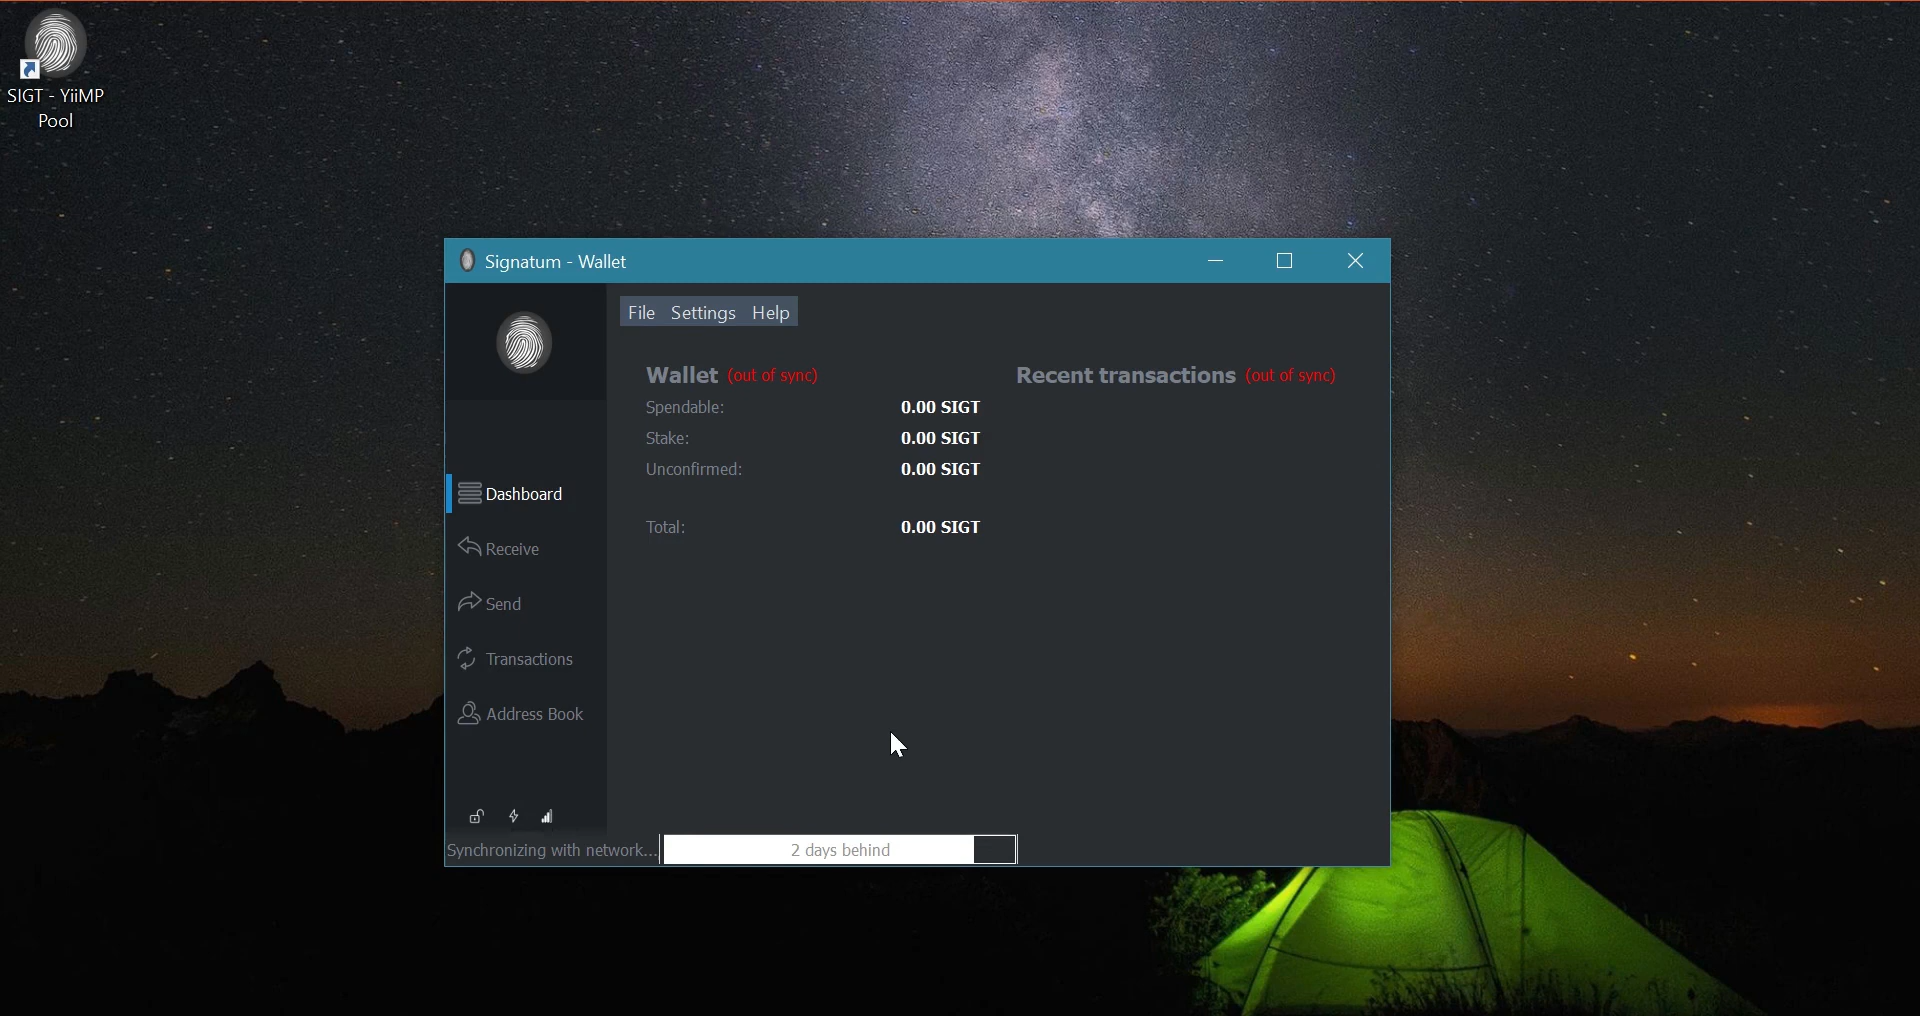 SIGT - YiiMP
Pool
Signatum - Wallet
File Settings Help
Wallet (out of sync)
Spendable: 0.00 SIGT
Stake: 0.00 SIGT
Unconfirmed: 0.00 SIGT
Total: 0.00 SIGT
Recent transactions (out of sync)
Dashboard
Receive
Send
Transactions
Address Book
Synchronizing with network...
2 days behind